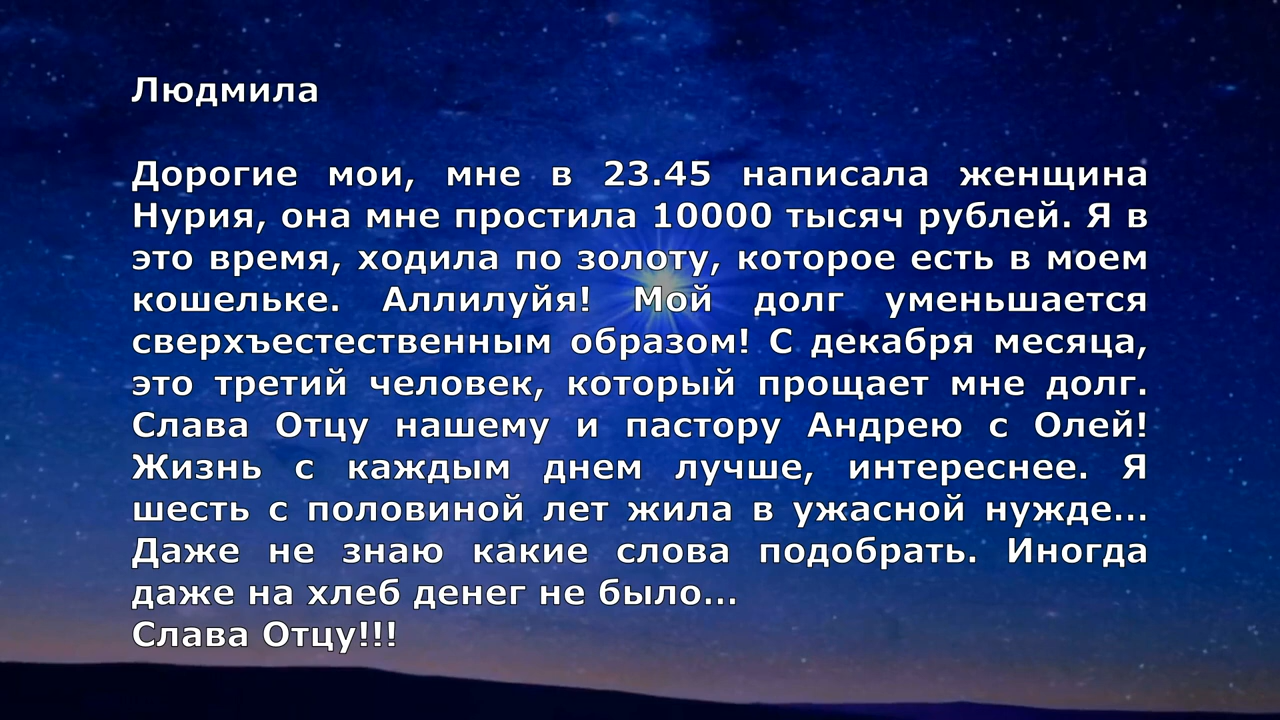 Людмила
Дорогие мои, мне в 23.45 написала женщина
Нурия, она мне простила 10000 тысяч рублей. Я в
это время, ходила по золоту, которое есть в моем
кошельке. Аллилуйя! Мой долг уменьшается
сверхъестественным образом! С декабря месяца,
это третий человек, который прощает мне долг.
Слава Отцу нашему и пастору Андрею с Олей!
Жизнь с каждым днем лучше, интереснее. Я
шесть с половиной лет жила в ужасной нужде...
Даже не знаю какие слова подобрать. Иногда
даже на хлеб денег не было...
Слава Отцу!!!